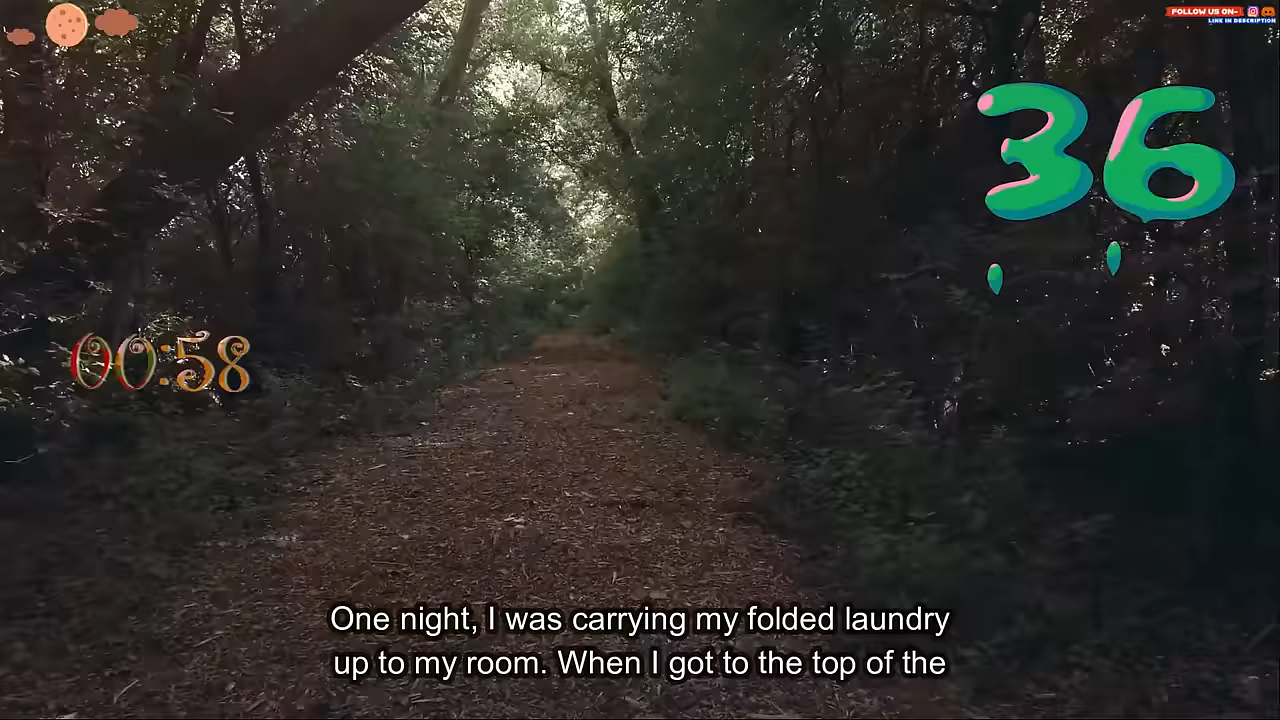 FOLLOW US ON-
LINK IN DESCRIPTION
36
00:58
One night, I was carrying my folded laundry
up to my room. When I got to the top of the